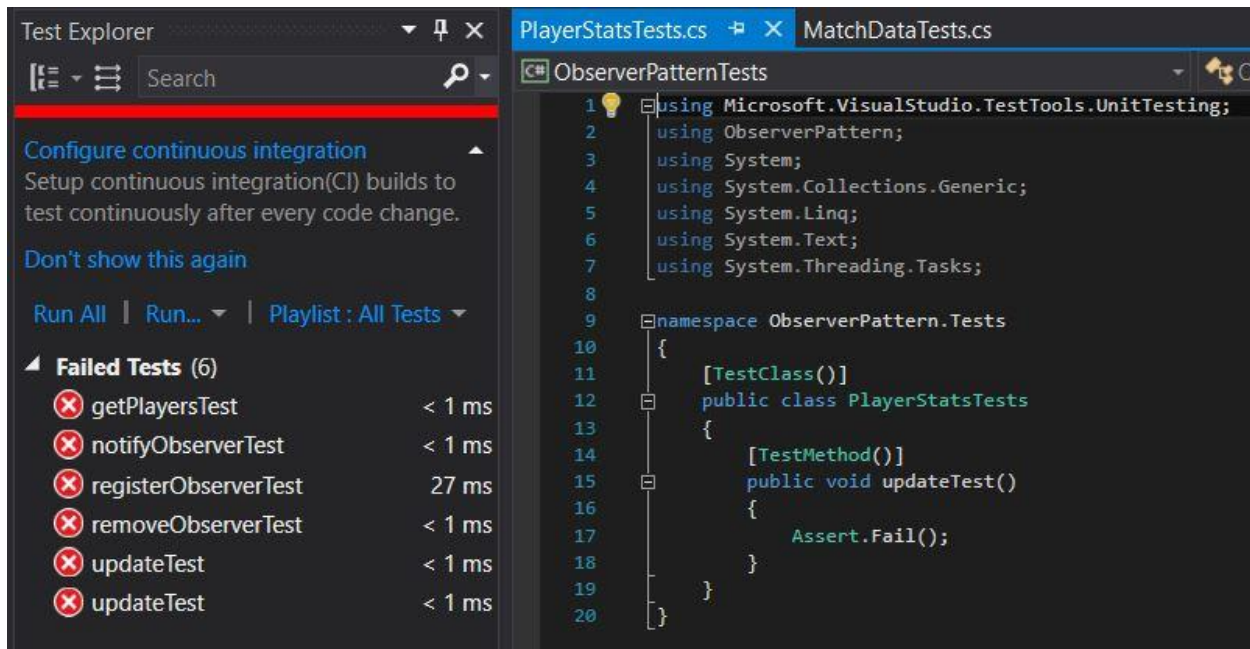 Test Explorer
Search
Configure continuous integration
Setup continuous integration(CI) builds to
test continuously after every code change.
Don't show this again
Run All | Run... | Playlist : All Tests
Failed Tests (6)
getPlayersTest < 1 ms
notifyObserverTest < 1 ms
registerObserverTest 27 ms
removeObserverTest < 1 ms
updateTest < 1 ms
updateTest < 1 ms
PlayerStatsTests.cs MatchDataTests.cs
C# ObserverPatternTests
1 using Microsoft.VisualStudio.TestTools.UnitTesting;
2 using ObserverPattern;
3 using System;
4 using System.Collections.Generic;
5 using System.Linq;
6 using System.Text;
7 using System.Threading.Tasks;
8
9 namespace ObserverPattern.Tests
10 {
11 [TestClass()]
12 public class PlayerStatsTests
13 {
14 [TestMethod()]
15 public void updateTest()
16 {
17 Assert.Fail();
18 }
19 }
20 }